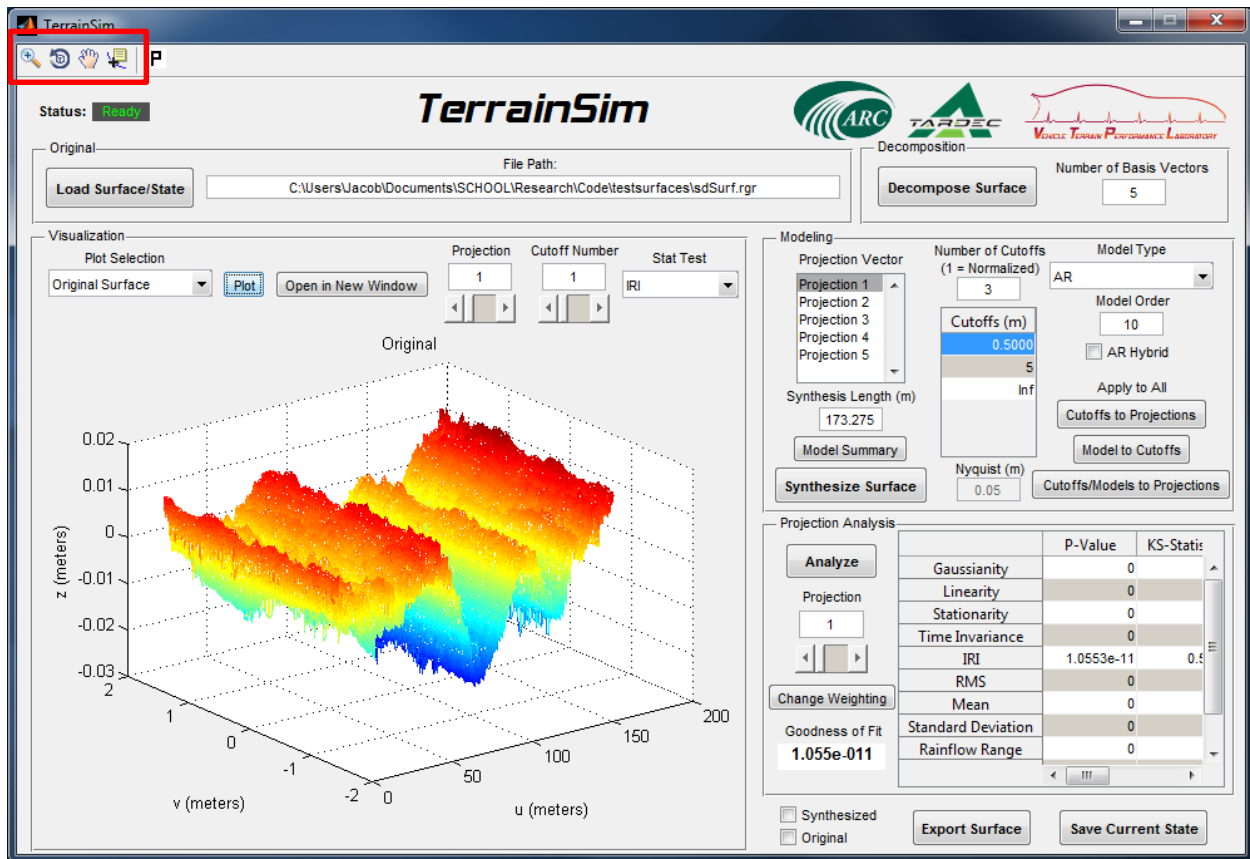 TerrainSim
P
Status: Ready
TerrainSim
ARC
TARDEC
VEHICLE TERRAIN PERFORMANCE LABORATORY
Original
Load Surface/State
File Path:
C:\Users\Jacob\Documents\SCHOOL\Research\Code\testsurfaces\sdSurf.rgr
Decomposition
Decompose Surface
Number of Basis Vectors
5
Visualization
Plot Selection
Original Surface
Plot
Open in New Window
Projection
1
Cutoff Number
1
Stat Test
IRI
Original
0.02
0.01
0
-0.01
-0.02
-0.03
z (meters)
2
1
0
-1
-2
v (meters)
0
50
100
150
200
u (meters)
Modeling
Projection Vector
Projection 1
Projection 2
Projection 3
Projection 4
Projection 5
Synthesis Length (m)
173.275
Model Summary
Synthesize Surface
Number of Cutoffs
(1 = Normalized)
3
Cutoffs (m)
0.5000
5
Inf
Nyquist (m)
0.05
Model Type
AR
Model Order
10
AR Hybrid
Apply to All
Cutoffs to Projections
Model to Cutoffs
Cutoffs/Models to Projections
Projection Analysis
Analyze
Projection
1
Change Weighting
Goodness of Fit
1.055e-011
P-Value KS-Statis
Gaussianity 0
Linearity 0
Stationarity 0
Time Invariance 0
IRI 1.0553e-11 0.5
RMS 0
Mean 0
Standard Deviation 0
Rainflow Range 0
Synthesized
Original
Export Surface
Save Current State